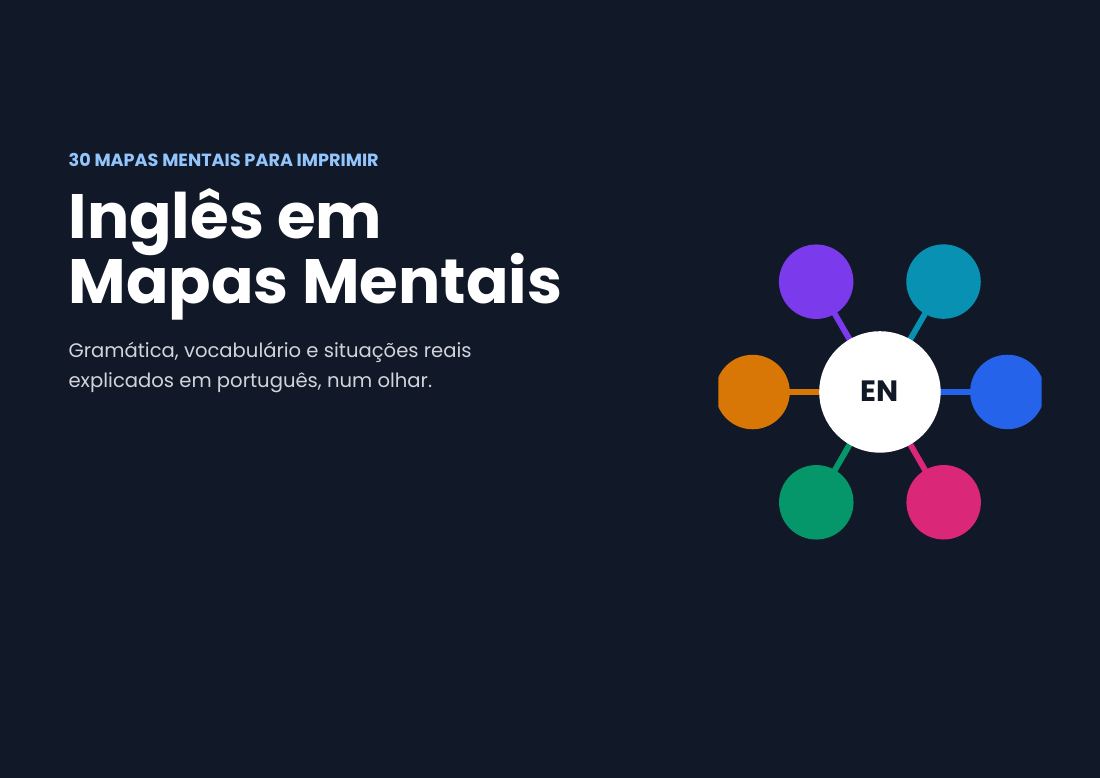 30 MAPAS MENTAIS PARA IMPRIMIR
Inglês em
Mapas Mentais
Gramática, vocabulário e situações reais
explicados em português, num olhar.
EN